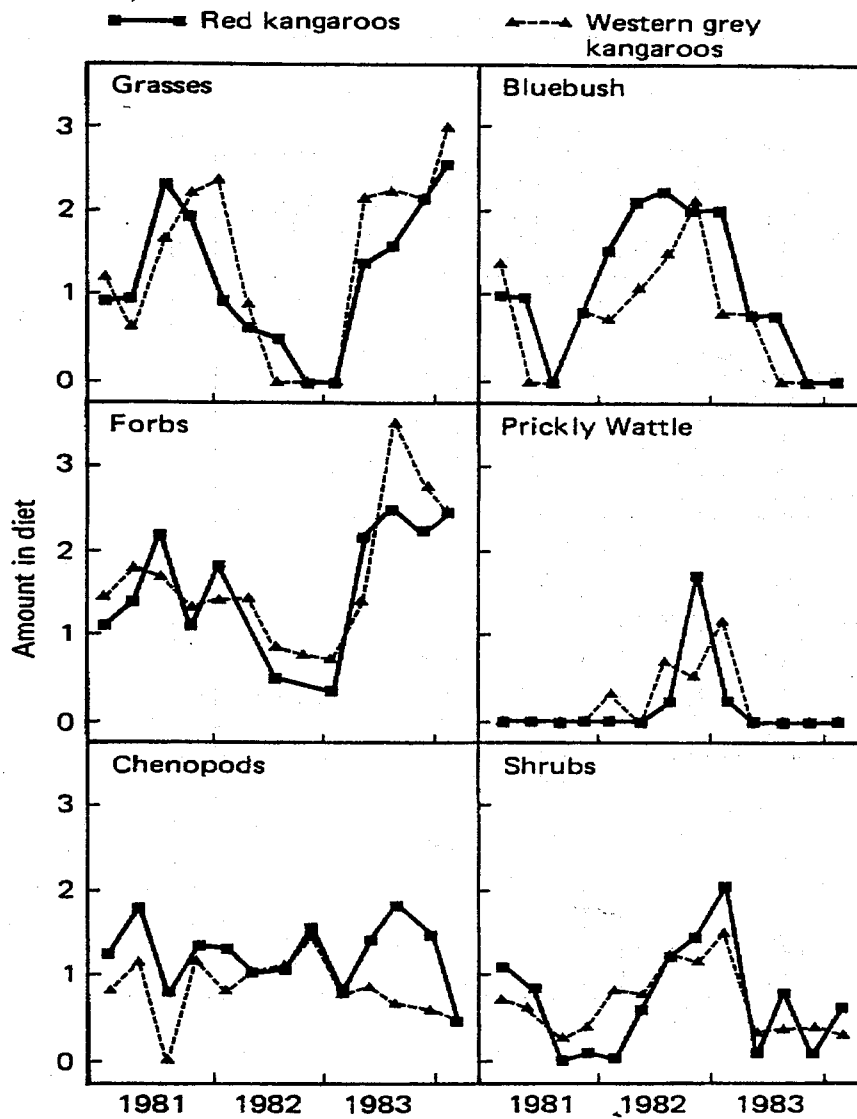 Red kangaroos
Western grey
kangaroos
Grasses
Bluebush
3
2
1
0
Forbs
Prickly Wattle
3
2
1
0
Amount in diet
Chenopods
Shrubs
3
2
1
0
1981 1982 1983 1981 1982 1983